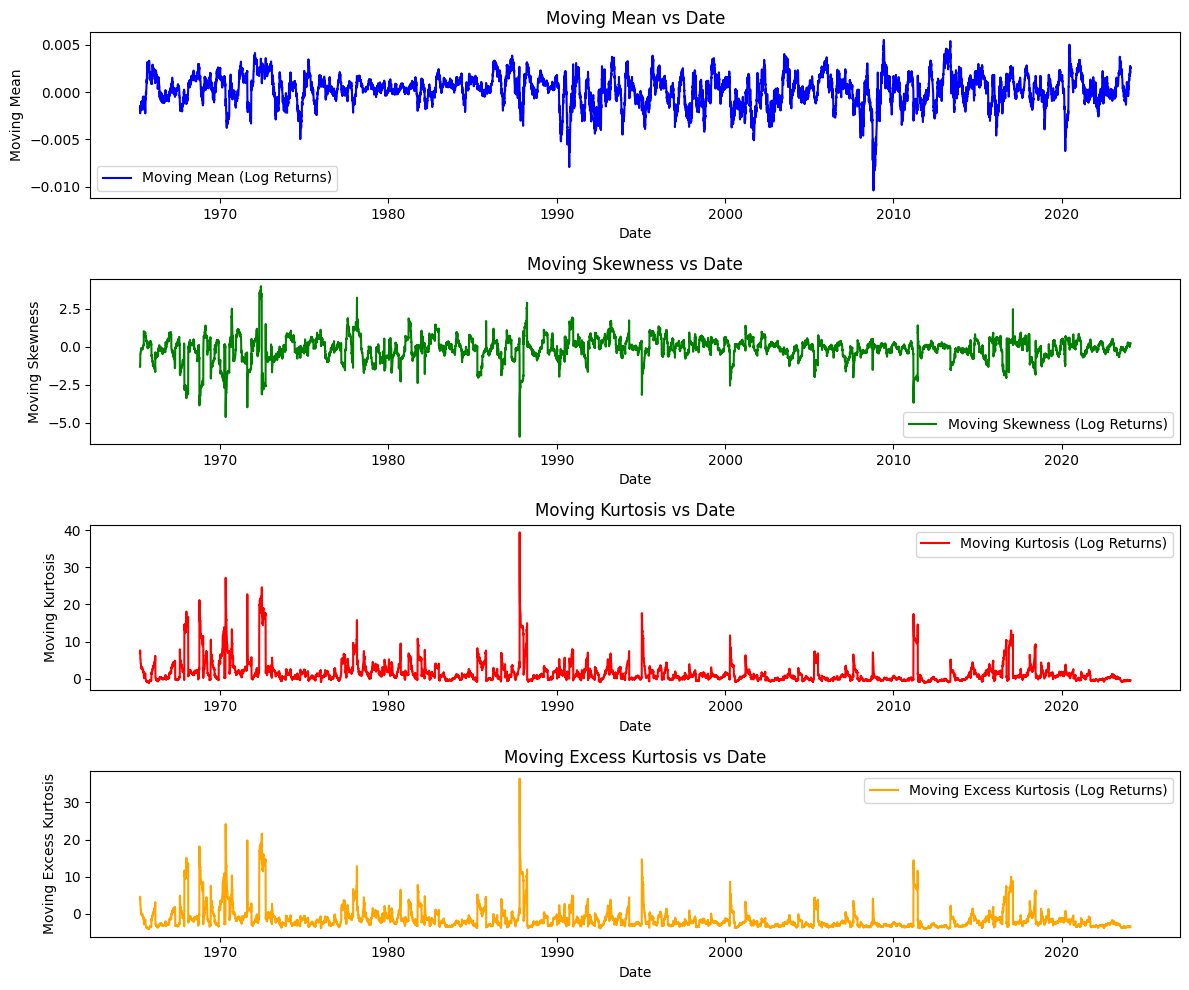 Moving Mean vs Date
Moving Mean
0.005
0.000
−0.005
−0.010
Moving Mean (Log Returns)
1970 1980 1990 2000 2010 2020
Date
Moving Skewness vs Date
Moving Skewness
2.5
0.0
−2.5
−5.0
Moving Skewness (Log Returns)
1970 1980 1990 2000 2010 2020
Date
Moving Kurtosis vs Date
Moving Kurtosis
40
30
20
10
0
Moving Kurtosis (Log Returns)
1970 1980 1990 2000 2010 2020
Date
Moving Excess Kurtosis vs Date
Moving Excess Kurtosis
30
20
10
0
Moving Excess Kurtosis (Log Returns)
1970 1980 1990 2000 2010 2020
Date